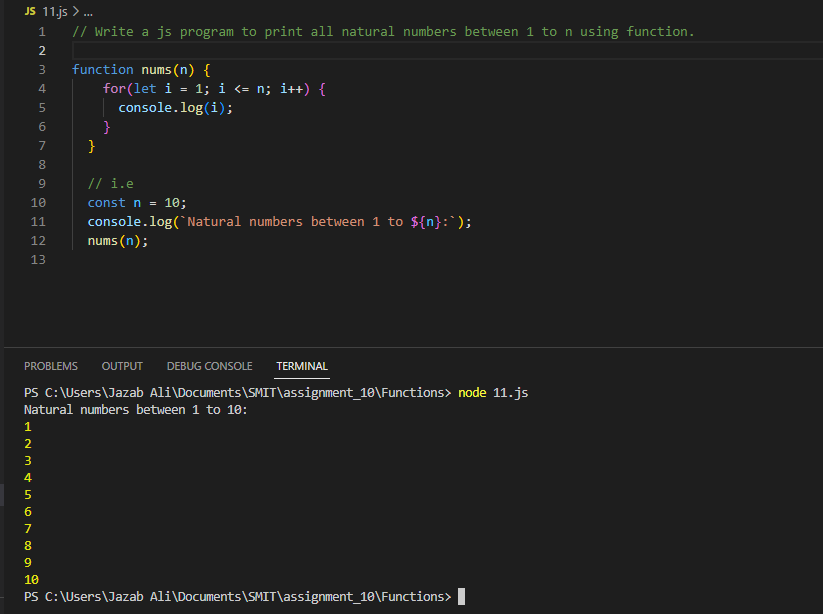 JS 11.js > ...
1 // Write a js program to print all natural numbers between 1 to n using function.
2
3 function nums(n) {
4 for(let i = 1; i <= n; i++) {
5 console.log(i);
6 }
7 }
8
9 // i.e
10 const n = 10;
11 console.log(`Natural numbers between 1 to ${n}:`);
12 nums(n);
13
PROBLEMS OUTPUT DEBUG CONSOLE TERMINAL
PS C:\Users\Jazab Ali\Documents\SMIT\assignment_10\Functions> node 11.js
Natural numbers between 1 to 10:
1
2
3
4
5
6
7
8
9
10
PS C:\Users\Jazab Ali\Documents\SMIT\assignment_10\Functions>